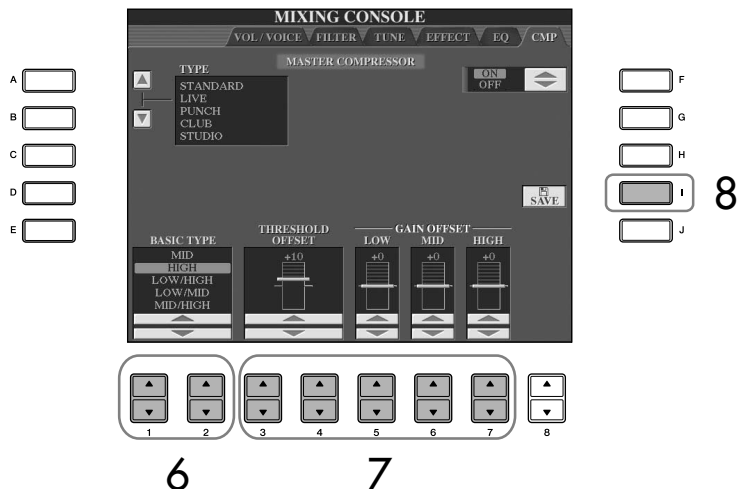 MIXING CONSOLE
VOL / VOICE FILTER TUNE EFFECT EQ CMP
MASTER COMPRESSOR
TYPE
STANDARD
LIVE
PUNCH
CLUB
STUDIO
ON
OFF
A
B
C
D
E
F
G
H
I
J
8
SAVE
BASIC TYPE
MID
HIGH
LOW/HIGH
LOW/MID
MID/HIGH
THRESHOLD
OFFSET
+10
GAIN OFFSET
LOW MID HIGH
+0 +0 +0
1 2 3 4 5 6 7 8
6 7